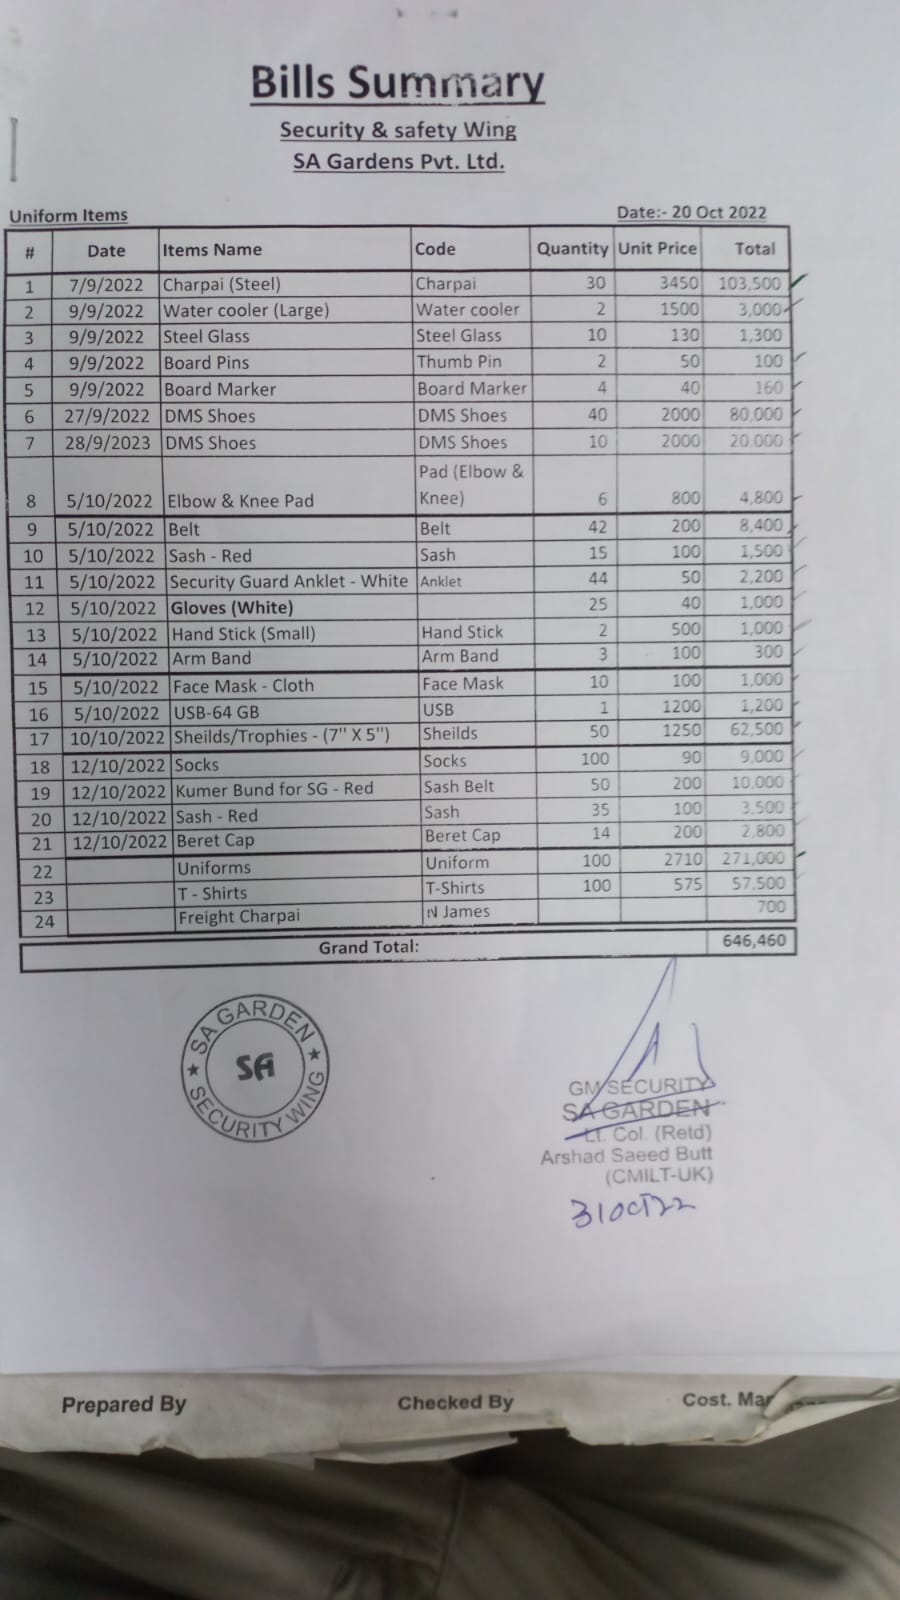 Bills Summary
Security & safety Wing
SA Gardens Pvt. Ltd.
Uniform Items Date:- 20 Oct 2022
# Date Items Name Code Quantity Unit Price Total
1 7/9/2022 Charpai (Steel) Charpai 30 3450 103,500
2 9/9/2022 Water cooler (Large) Water cooler 2 1500 3,000
3 9/9/2022 Steel Glass Steel Glass 10 130 1,300
4 9/9/2022 Board Pins Thumb Pin 2 50 100
5 9/9/2022 Board Marker Board Marker 4 40 160
6 27/9/2022 DMS Shoes DMS Shoes 40 2000 80,000
7 28/9/2023 DMS Shoes DMS Shoes 10 2000 20,000
Pad (Elbow &
8 5/10/2022 Elbow & Knee Pad Knee) 6 800 4,800
9 5/10/2022 Belt Belt 42 200 8,400
10 5/10/2022 Sash - Red Sash 15 100 1,500
11 5/10/2022 Security Guard Anklet - White Anklet 44 50 2,200
12 5/10/2022 Gloves (White) 25 40 1,000
13 5/10/2022 Hand Stick (Small) Hand Stick 2 500 1,000
14 5/10/2022 Arm Band Arm Band 3 100 300
15 5/10/2022 Face Mask - Cloth Face Mask 10 100 1,000
16 5/10/2022 USB-64 GB USB 1 1200 1,200
17 10/10/2022 Sheilds/Trophies - (7" X 5") Sheilds 50 1250 62,500
18 12/10/2022 Socks Socks 100 90 9,000
19 12/10/2022 Kumer Bund for SG - Red Sash Belt 50 200 10,000
20 12/10/2022 Sash - Red Sash 35 100 3,500
21 12/10/2022 Beret Cap Beret Cap 14 200 2,800
22 Uniforms Uniform 100 2710 271,000
23 T - Shirts T-Shirts 100 575 57,500
24 Freight Charpai N James 700
Grand Total: 646,460
SA GARDEN
SA
SECURITY WING
GM SECURITY
SA GARDEN
Lt. Col. (Retd)
Arshad Saeed Butt
(CMILT-UK)
31 Oct 22
Prepared By Checked By Cost.